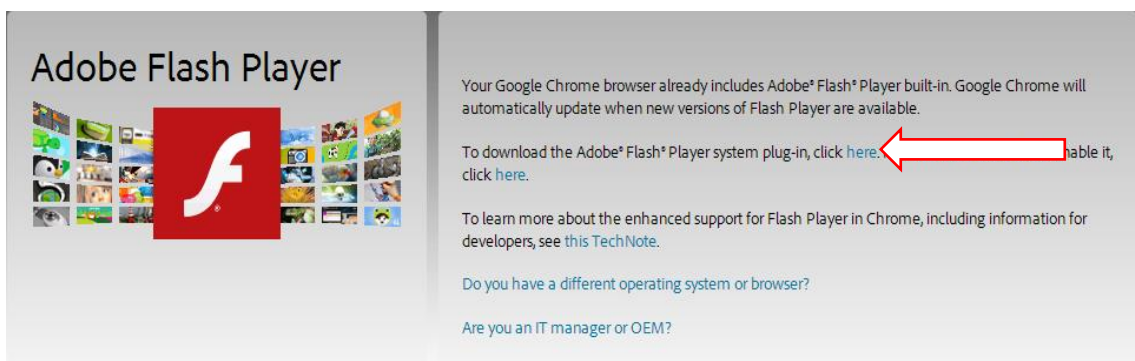 Adobe Flash Player
Your Google Chrome browser already includes Adobe® Flash® Player built-in. Google Chrome will
automatically update when new versions of Flash Player are available.
To download the Adobe® Flash® Player system plug-in, click here. nable it,
click here.
To learn more about the enhanced support for Flash Player in Chrome, including information for
developers, see this TechNote.
Do you have a different operating system or browser?
Are you an IT manager or OEM?